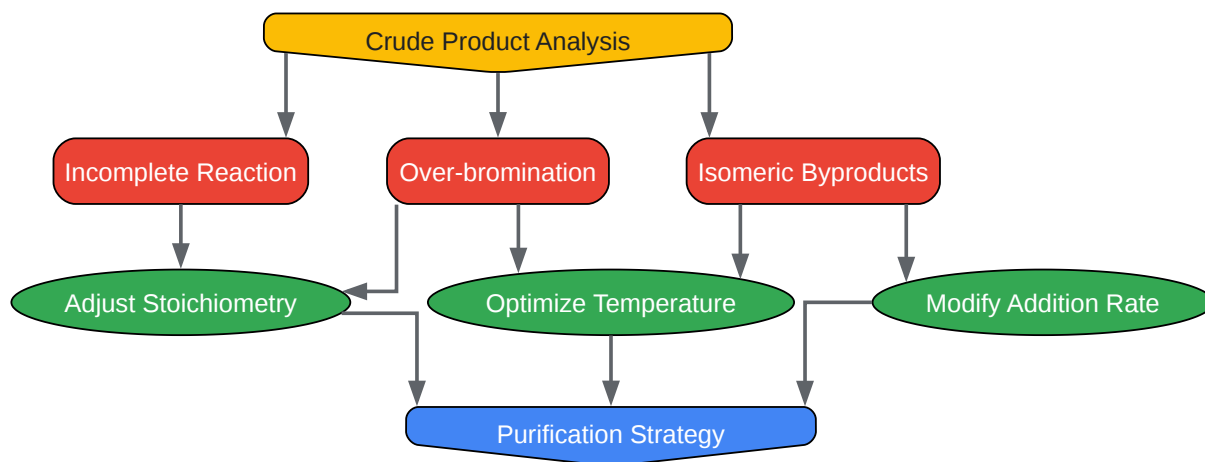 Crude Product Analysis
Incomplete Reaction
Over-bromination
Isomeric Byproducts
Adjust Stoichiometry
Optimize Temperature
Modify Addition Rate
Purification Strategy